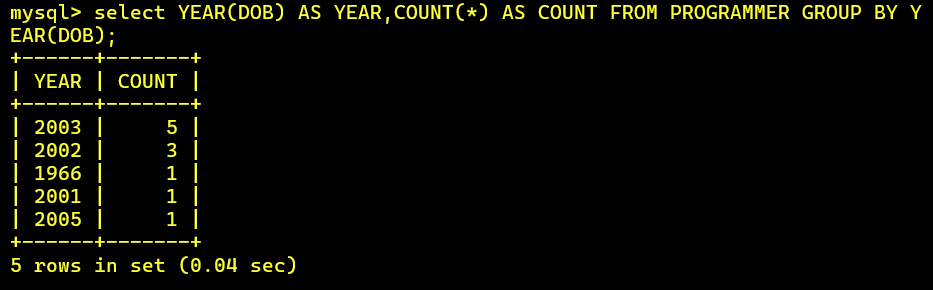 mysql> select YEAR(DOB) AS YEAR,COUNT(*) AS COUNT FROM PROGRAMMER GROUP BY Y
EAR(DOB);
+------+-------+
| YEAR | COUNT |
+------+-------+
| 2003 |     5 |
| 2002 |     3 |
| 1966 |     1 |
| 2001 |     1 |
| 2005 |     1 |
+------+-------+
5 rows in set (0.04 sec)